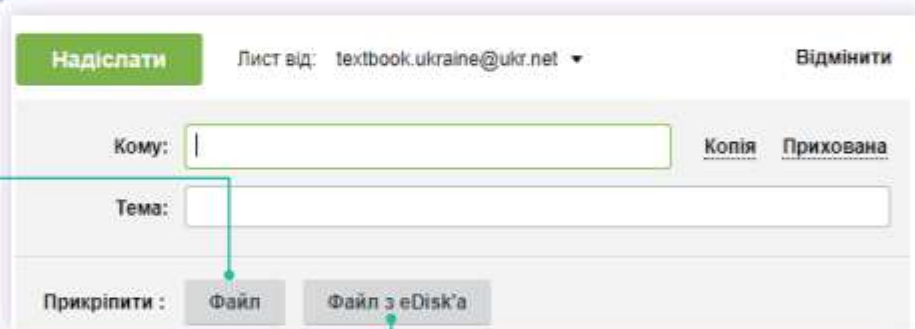 Надіслати Лист від: textbook.ukraine@ukr.net Відмінити
Кому: Копія Прихована
Тема:
Прикріпити : Файл Файл з eDisk'a